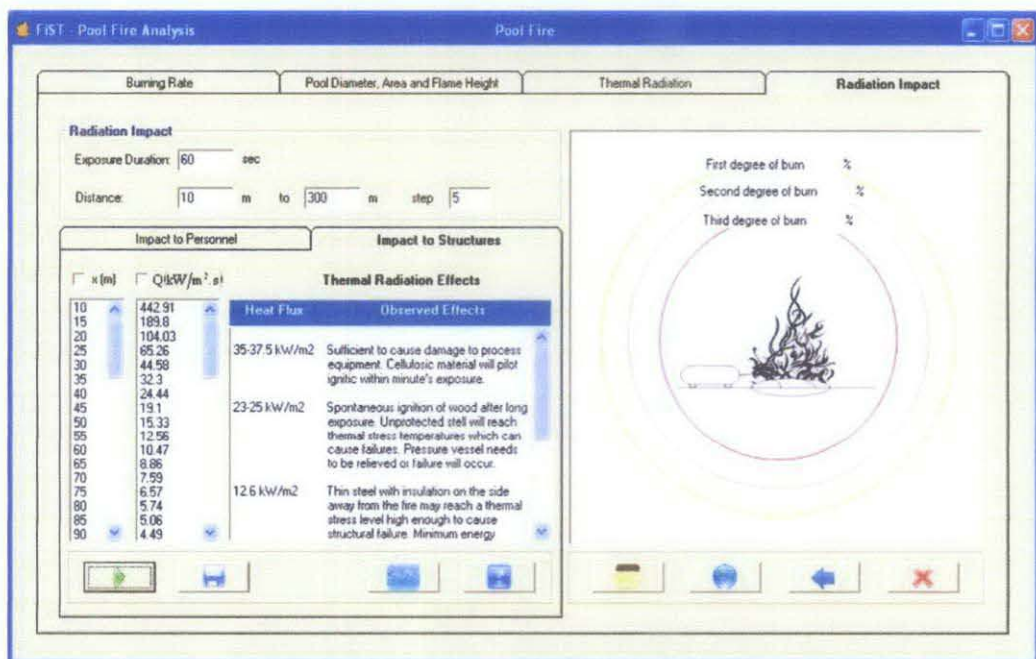 FiST - Pool Fire Analysis
Pool Fire
Burning Rate
Pool Diameter, Area and Flame Height
Thermal Radiation
Radiation Impact
Radiation Impact
Exposure Duration: 60 sec
Distance: 10 m to 300 m step 5
Impact to Personnel
Impact to Structures
x (m)
Q(kW/m².s)
Thermal Radiation Effects
10
15
20
25
30
35
40
45
50
55
60
65
70
75
80
85
90
442.91
189.8
104.03
65.26
44.58
32.3
24.44
19.1
15.33
12.56
10.47
8.86
7.59
6.57
5.74
5.06
4.49
Heat Flux
Observed Effects
35-37.5 kW/m2
Sufficient to cause damage to process
equipment. Cellulosic material will pilot
ignitic within minute's exposure.
23-25 kW/m2
Spontaneous ignition of wood after long
exposure. Unprotected stell will reach
thermal stress temperatures which can
cause failures. Pressure vessel needs
to be relieved or failure will occur.
12.6 kW/m2
Thin steel with insulation on the side
away from the fire may reach a thermal
stress level high enough to cause
structural failure. Minimum energy
First degree of burn %
Second degree of burn %
Third degree of burn %